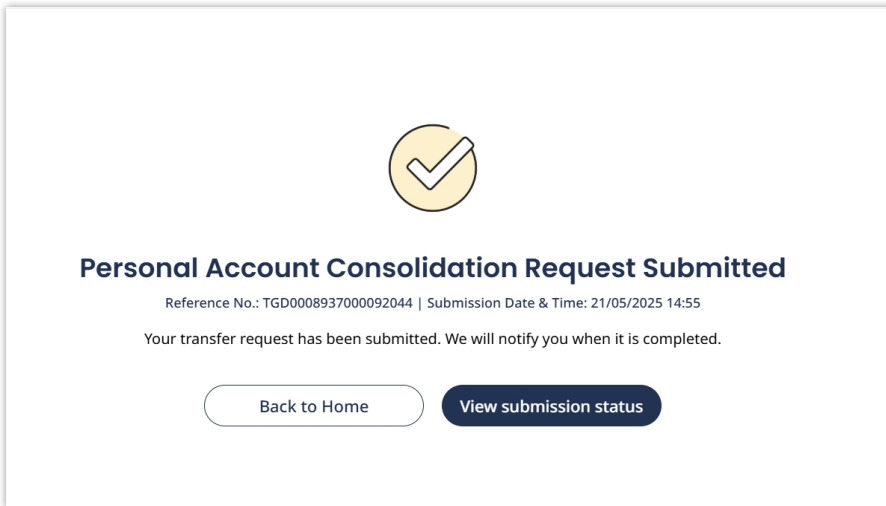 Personal Account Consolidation Request Submitted
Reference No.: TGD0008937000092044 | Submission Date & Time: 21/05/2025 14:55
Your transfer request has been submitted. We will notify you when it is completed.
Back to Home
View submission status